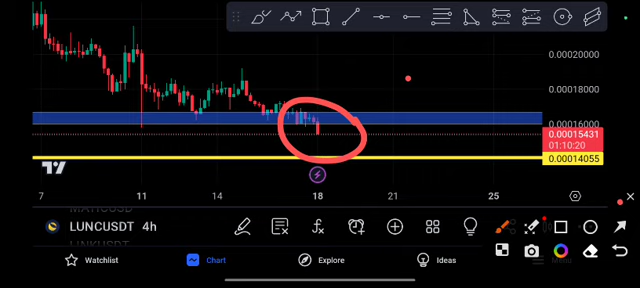 0.00020000
0.00018000
0.00016000
0.00015431
01:10:20
0.00014055
7 11 14 18 21 25
LUNCUSDT 4h
Watchlist
Chart
Explore
Ideas